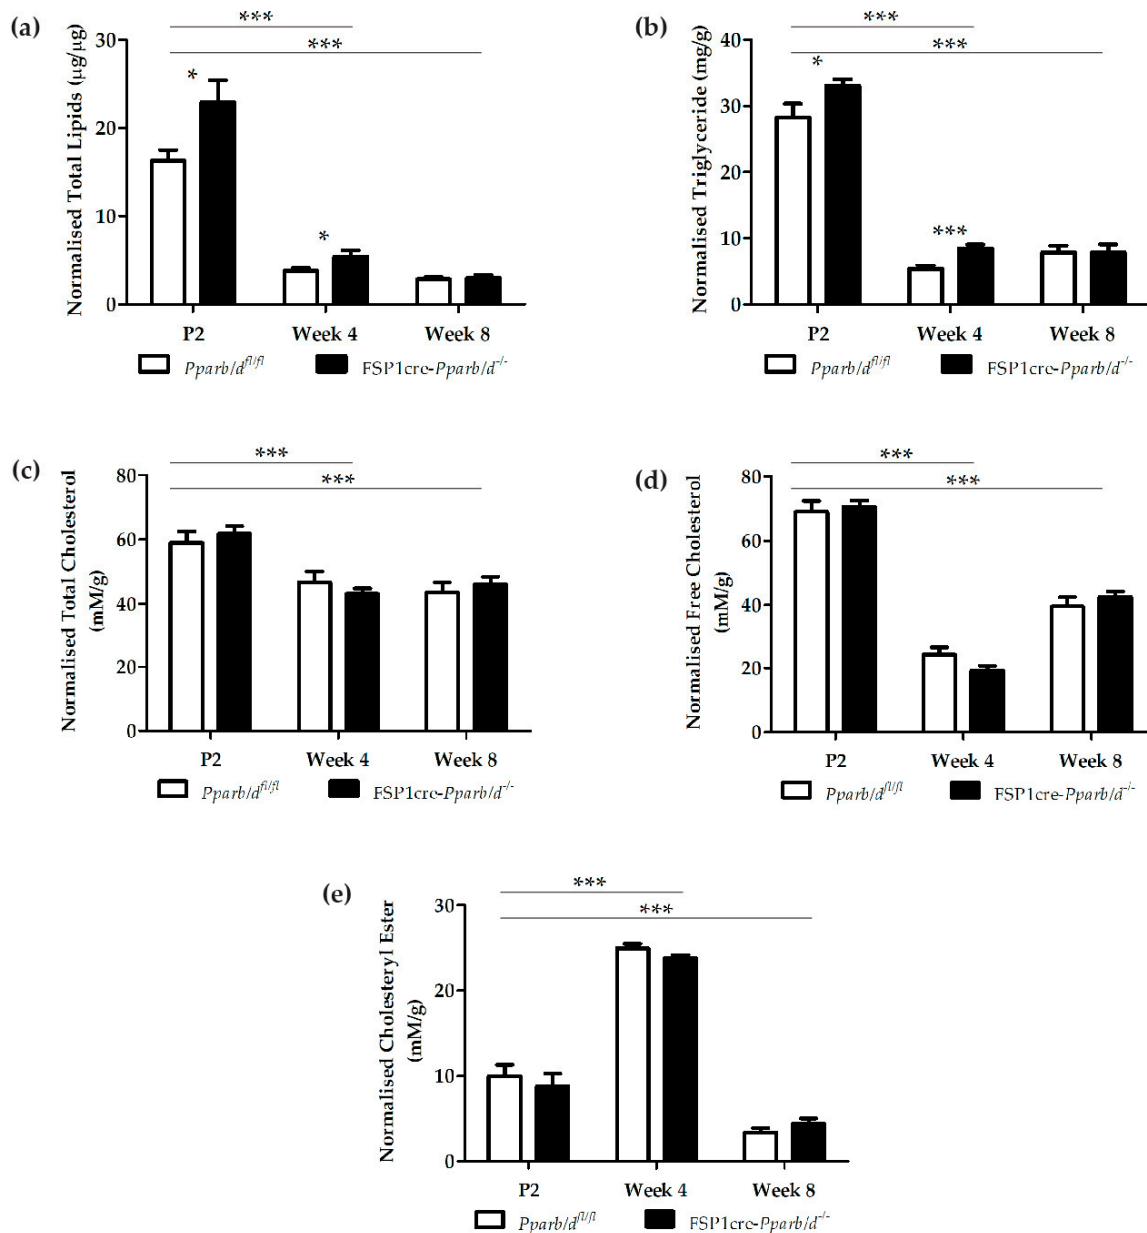 (a)
***
***
*
*
Normalised Total Lipids (µg/µg)
30
20
10
0
P2 Week 4 Week 8
Pparb/d^fl/fl FSP1cre-Pparb/d^-/-
(b)
***
***
*
***
Normalised Triglyceride (mg/g)
40
30
20
10
0
P2 Week 4 Week 8
Pparb/d^fl/fl FSP1cre-Pparb/d^-/-
(c)
***
***
Normalised Total Cholesterol
(mM/g)
80
60
40
20
0
P2 Week 4 Week 8
Pparb/d^fl/fl FSP1cre-Pparb/d^-/-
(d)
***
***
Normalised Free Cholesterol
(mM/g)
80
60
40
20
0
P2 Week 4 Week 8
Pparb/d^fl/fl FSP1cre-Pparb/d^-/-
(e)
***
***
Normalised Cholesteryl Ester
(mM/g)
30
20
10
0
P2 Week 4 Week 8
Pparb/d^fl/fl FSP1cre-Pparb/d^-/-